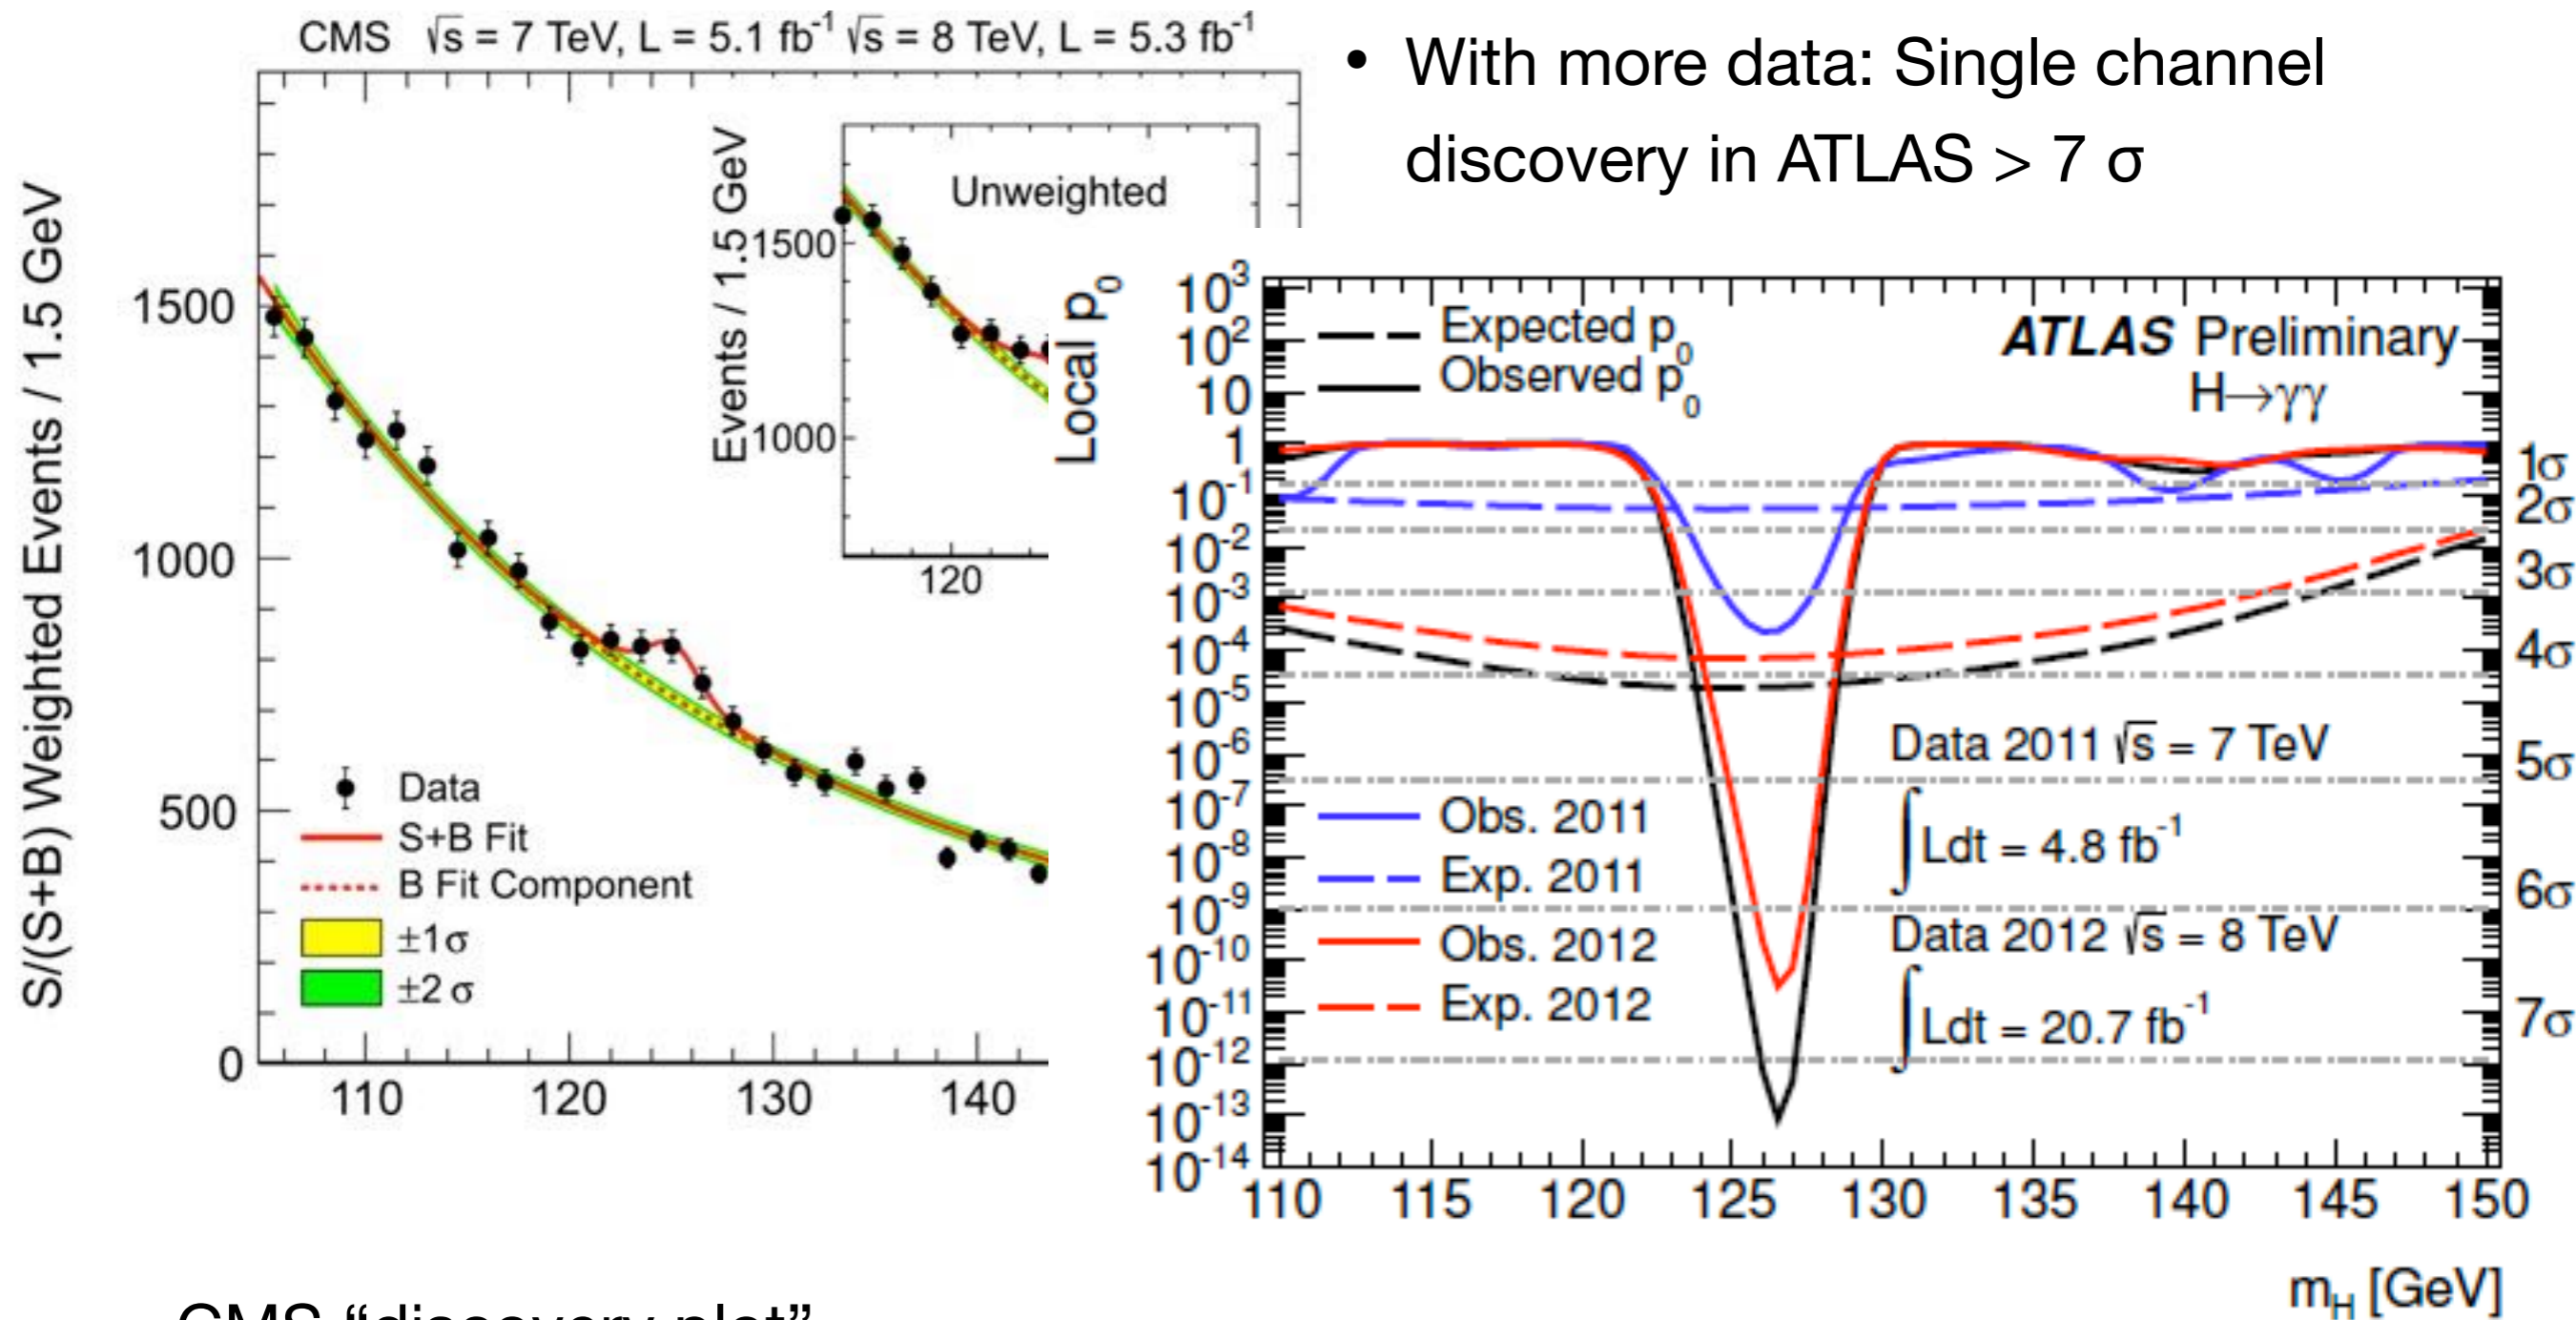 CMS √s = 7 TeV, L = 5.1 fb⁻¹ √s = 8 TeV, L = 5.3 fb⁻¹
S/(S+B) Weighted Events / 1.5 GeV
1500
1000
500
0
110 120 130 140
Data
S+B Fit
B Fit Component
±1σ
±2 σ
Events / 1.5 GeV
1500
1000
Unweighted
120
• With more data: Single channel
discovery in ATLAS > 7 σ
Local p₀
10³
10²
10
1
10⁻¹
10⁻²
10⁻³
10⁻⁴
10⁻⁵
10⁻⁶
10⁻⁷
10⁻⁸
10⁻⁹
10⁻¹⁰
10⁻¹¹
10⁻¹²
10⁻¹³
10⁻¹⁴
Expected p₀
Observed p₀
ATLAS Preliminary
H→γγ
Obs. 2011
Exp. 2011
Obs. 2012
Exp. 2012
Data 2011 √s = 7 TeV
∫Ldt = 4.8 fb⁻¹
Data 2012 √s = 8 TeV
∫Ldt = 20.7 fb⁻¹
1σ
2σ
3σ
4σ
5σ
6σ
7σ
110 115 120 125 130 135 140 145 150
m_H [GeV]
CMS “discovery plot”